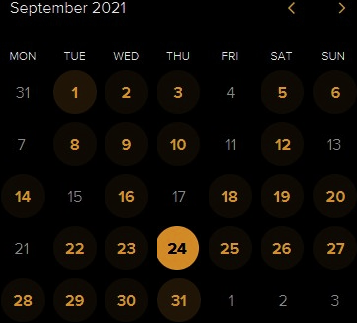 September 2021
MON TUE WED THU FRI SAT SUN
31 1 2 3 4 5 6
7 8 9 10 11 12 13
14 15 16 17 18 19 20
21 22 23 24 25 26 27
28 29 30 31 1 2 3